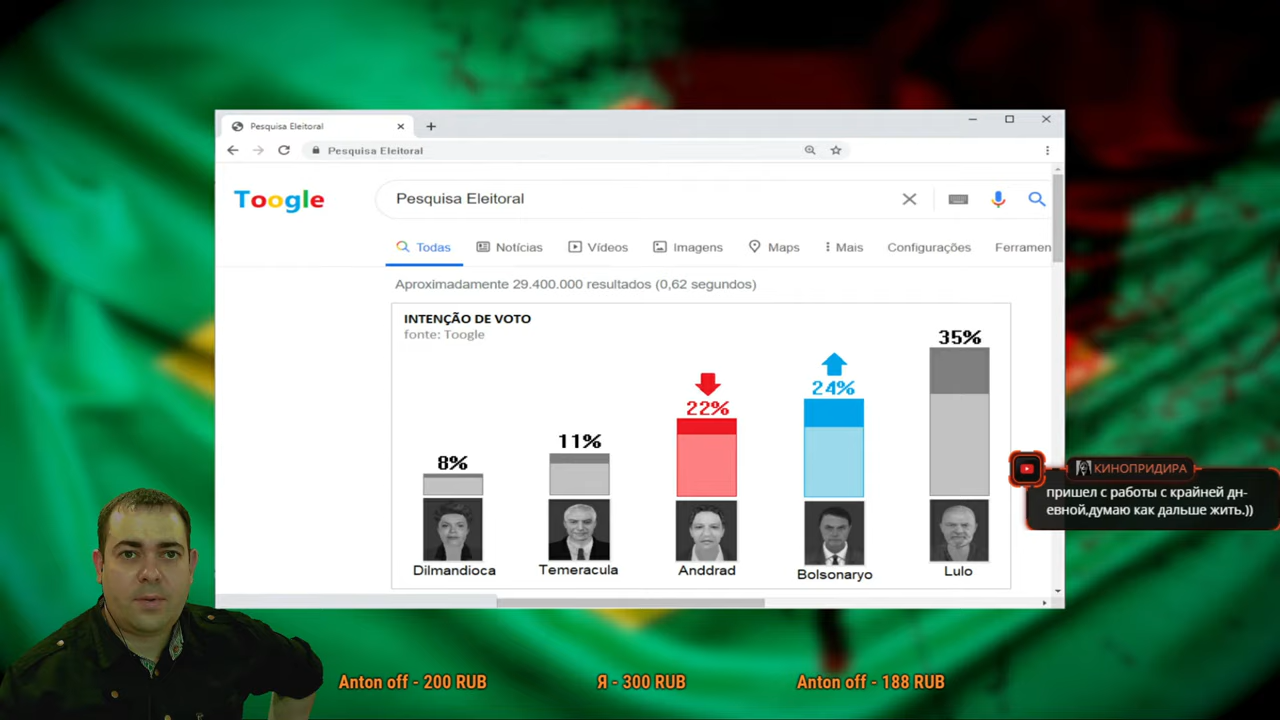 Pesquisa Eleitoral
Pesquisa Eleitoral
Toogle
Pesquisa Eleitoral
Todas Notícias Vídeos Imagens Maps Mais Configurações Ferramen
Aproximadamente 29.400.000 resultados (0,62 segundos)
INTENÇÃO DE VOTO
fonte: Toogle
8% 11% 22% 24% 35%
Dilmandioca Temeracula Anddrad Bolsonaryo Lulo
КИНОПРИДИРА
пришел с работы с крайней дн-
евной,думаю как дальше жить.))
Anton off - 200 RUB Я - 300 RUB Anton off - 188 RUB